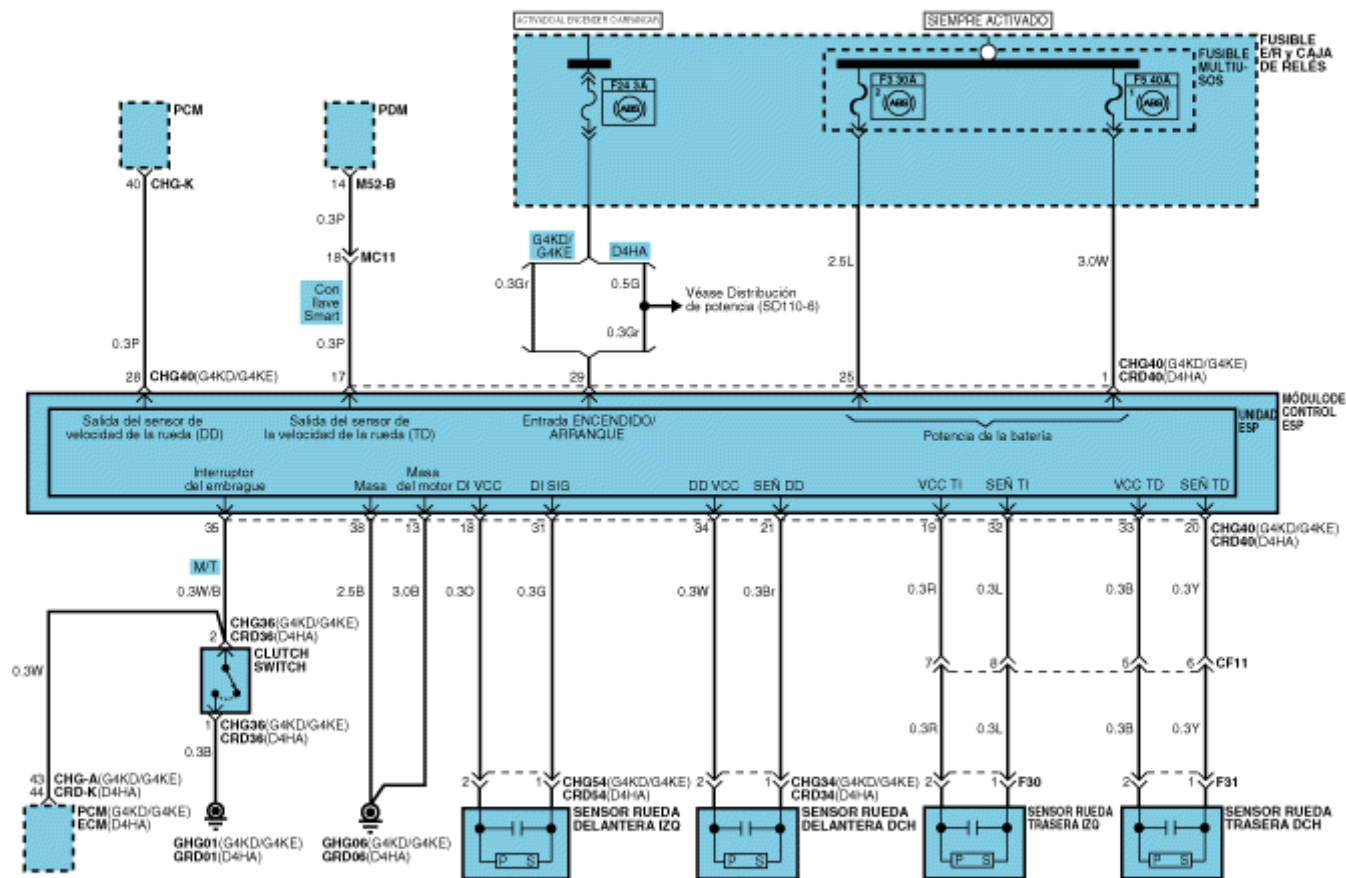 ACTIVADO AL ENCENDER O ARRANCAR
SIEMPRE ACTIVADO
FUSIBLE
E/R y CAJA
DE RELÉS
FUSIBLE
MULTIU-
SOS
F24 3A
ABS
F3 30A
2
ABS
F5 40A
1
ABS
PCM
PDM
40 CHG-K
14 M52-B
0.3P
18 MC11
Con
llave
Smart
0.3P
0.3P
G4KD/
G4KE
D4HA
0.3Gr
0.5G
Véase Distribución
de potencia (SD110-6)
0.3Gr
2.5L
3.0W
28 CHG40(G4KD/G4KE)
17
29
25
1
CHG40(G4KD/G4KE)
CRD40(D4HA)
MÓDULODE
CONTROL
ESP
UNIDAD
ESP
Salida del sensor de
velocidad de la rueda (DD)
Salida del sensor de
la velocidad de la rueda (TD)
Entrada ENCENDIDO/
ARRANQUE
Potencia de la batería
Interruptor
del embrague
Masa
Masa
del motor
DI VCC
DI SIG
DD VCC
SEÑ DD
VCC TI
SEÑ TI
VCC TD
SEÑ TD
35
38
13
18
31
34
21
19
32
33
20
CHG40(G4KD/G4KE)
CRD40(D4HA)
M/T
0.3W/B
2.5B
3.0B
0.3O
0.3G
0.3W
0.3Br
0.3R
0.3L
0.3B
0.3Y
CHG36(G4KD/G4KE)
2 CRD36(D4HA)
CLUTCH
SWITCH
0.3W
7
8
5
6 CF11
1 CHG36(G4KD/G4KE)
CRD36(D4HA)
0.3B
0.3R
0.3L
0.3B
0.3Y
43 CHG-A(G4KD/G4KE)
44 CRD-K(D4HA)
PCM(G4KD/G4KE)
ECM(D4HA)
GHG01(G4KD/G4KE)
GRD01(D4HA)
GHG06(G4KD/G4KE)
GRD06(D4HA)
2
1 CHG54(G4KD/G4KE)
CRD54(D4HA)
SENSOR RUEDA
DELANTERA IZQ
P S
2
1 CHG34(G4KD/G4KE)
CRD34(D4HA)
SENSOR RUEDA
DELANTERA DCH
P S
2
1 F30
SENSOR RUEDA
TRASERA IZQ
P S
2
1 F31
SENSOR RUEDA
TRASERA DCH
P S